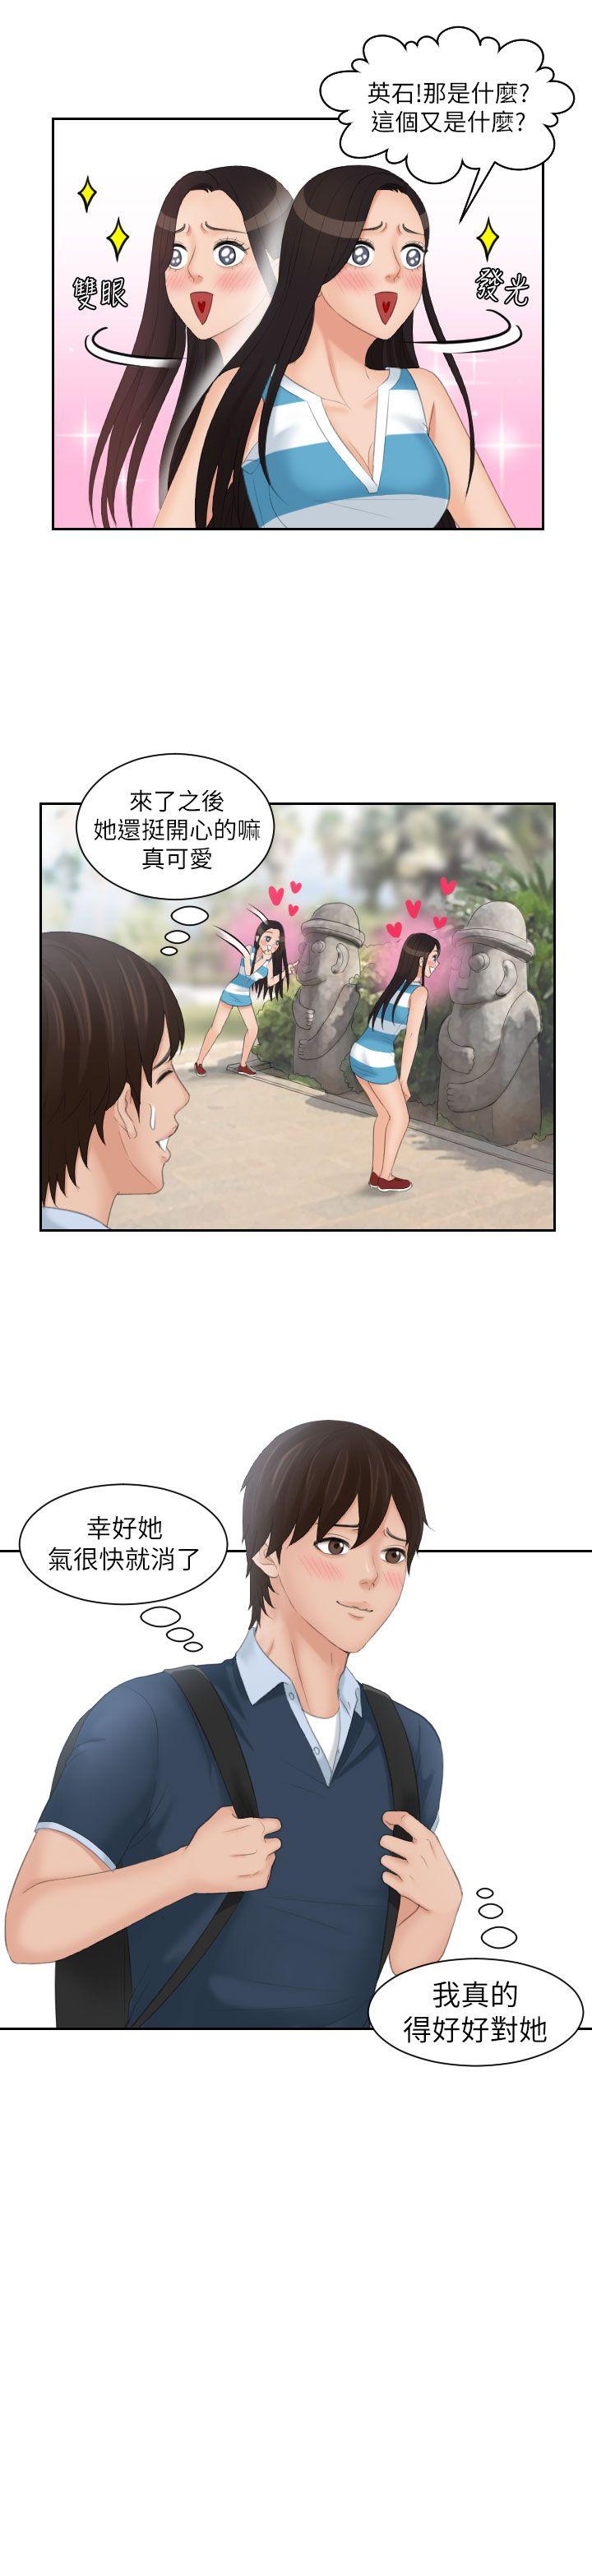 英石!那是什麼?
這個又是什麼?
雙眼
發光
來了之後
她還挺開心的嘛
真可愛
幸好她
氣很快就消了
我真的
得好好對她